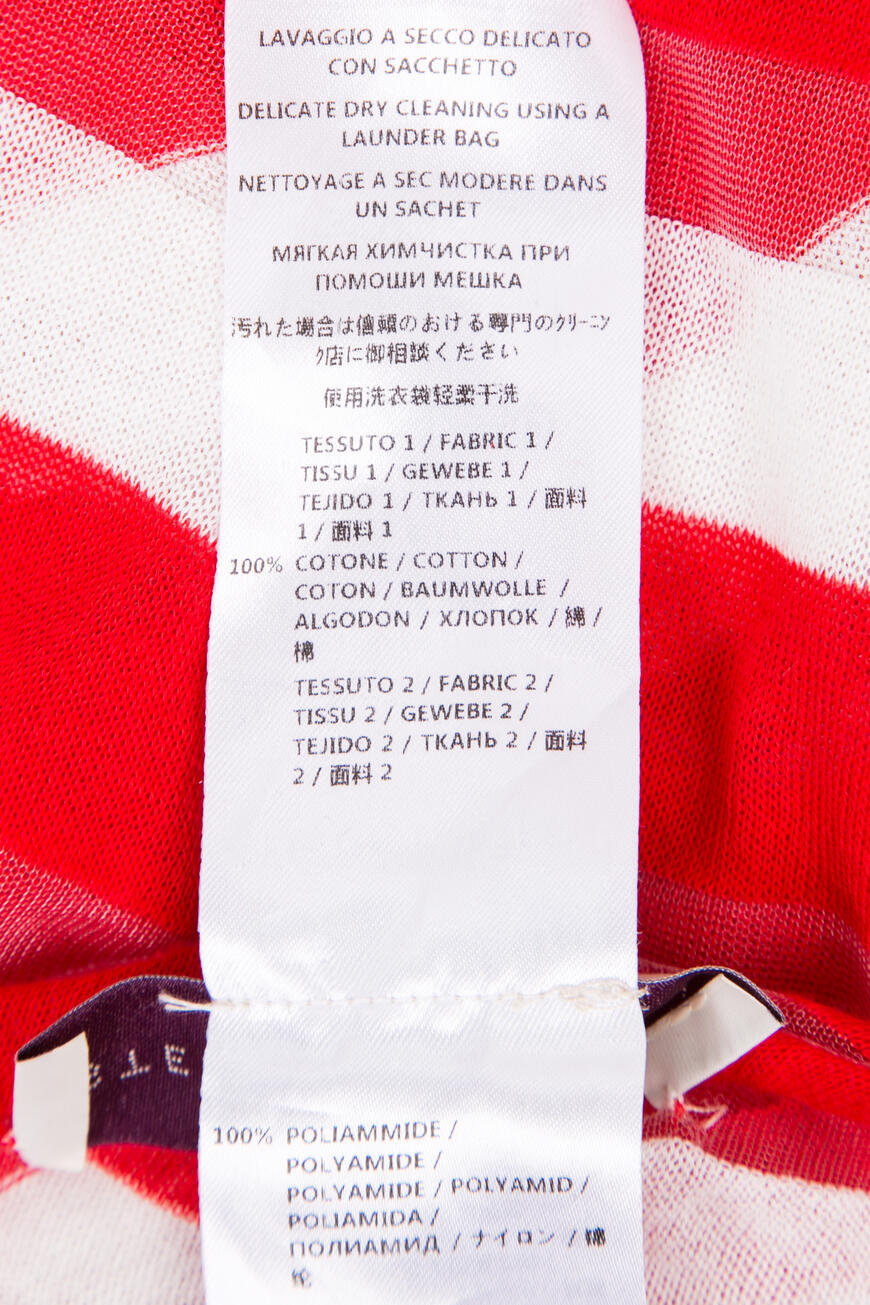 LAVAGGIO A SECCO DELICATO
CON SACCHETTO
DELICATE DRY CLEANING USING A
LAUNDER BAG
NETTOYAGE A SEC MODERE DANS
UN SACHET
МЯГКАЯ ХИМЧИСТКА ПРИ
ПОМОШИ МЕШКА
汚れた場合は信頼のおける専門のクリーニン
グ店に御相談ください
使用洗衣袋轻柔干洗
TESSUTO 1 / FABRIC 1 /
TISSU 1 / GEWEBE 1 /
TEJIDO 1 / ТКАНЬ 1 / 面料
1 / 面料 1
100% COTONE / COTTON /
COTON / BAUMWOLLE /
ALGODON / ХЛОПОК / 綿 /
棉
TESSUTO 2 / FABRIC 2 /
TISSU 2 / GEWEBE 2 /
TEJIDO 2 / ТКАНЬ 2 / 面料
2 / 面料 2
100% POLIAMMIDE /
POLYAMIDE /
POLYAMIDE / POLYAMID /
POLIAMIDA /
ПОЛИАМИД / ナイロン / 锦
纶